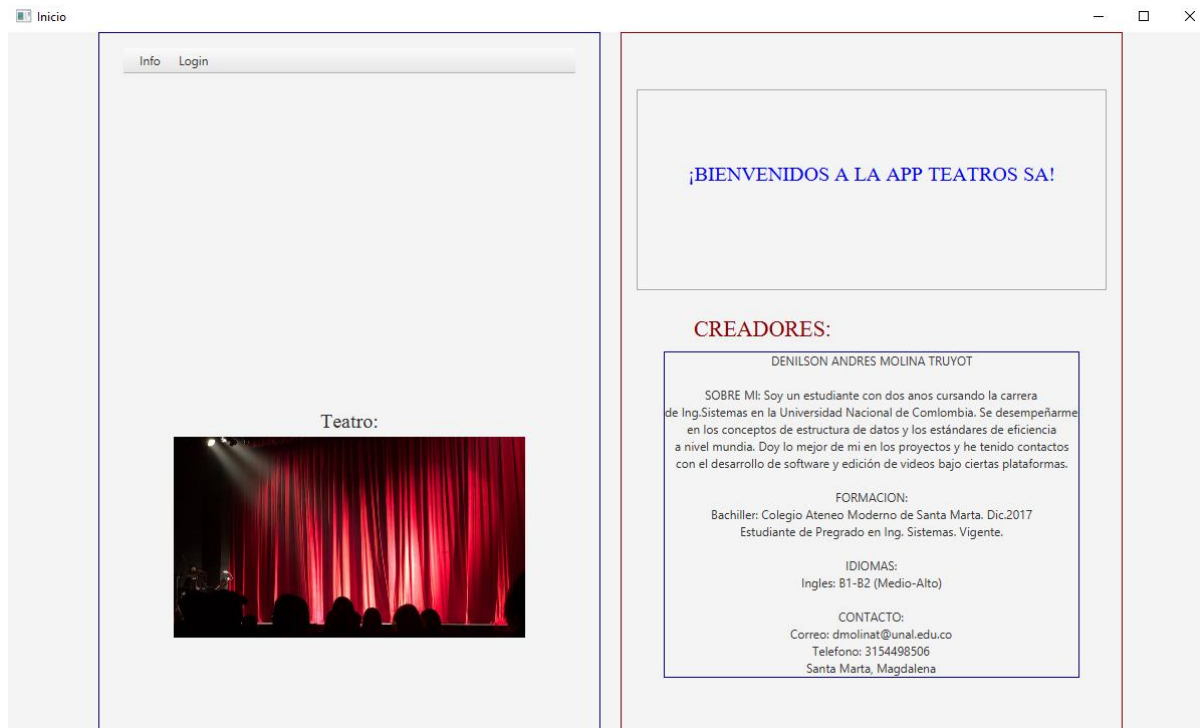 Inicio
Info Login
Teatro:
¡BIENVENIDOS A LA APP TEATROS SA!
CREADORES:
DENILSON ANDRES MOLINA TRUYOT
SOBRE MI: Soy un estudiante con dos anos cursando la carrera
de Ing.Sistemas en la Universidad Nacional de Comlombia. Se desempeñarme
en los conceptos de estructura de datos y los estándares de eficiencia
a nivel mundia. Doy lo mejor de mi en los proyectos y he tenido contactos
con el desarrollo de software y edición de videos bajo ciertas plataformas.
FORMACION:
Bachiller: Colegio Ateneo Moderno de Santa Marta. Dic.2017
Estudiante de Pregrado en Ing. Sistemas. Vigente.
IDIOMAS:
Ingles: B1-B2 (Medio-Alto)
CONTACTO:
Correo: dmolinat@unal.edu.co
Telefono: 3154498506
Santa Marta, Magdalena